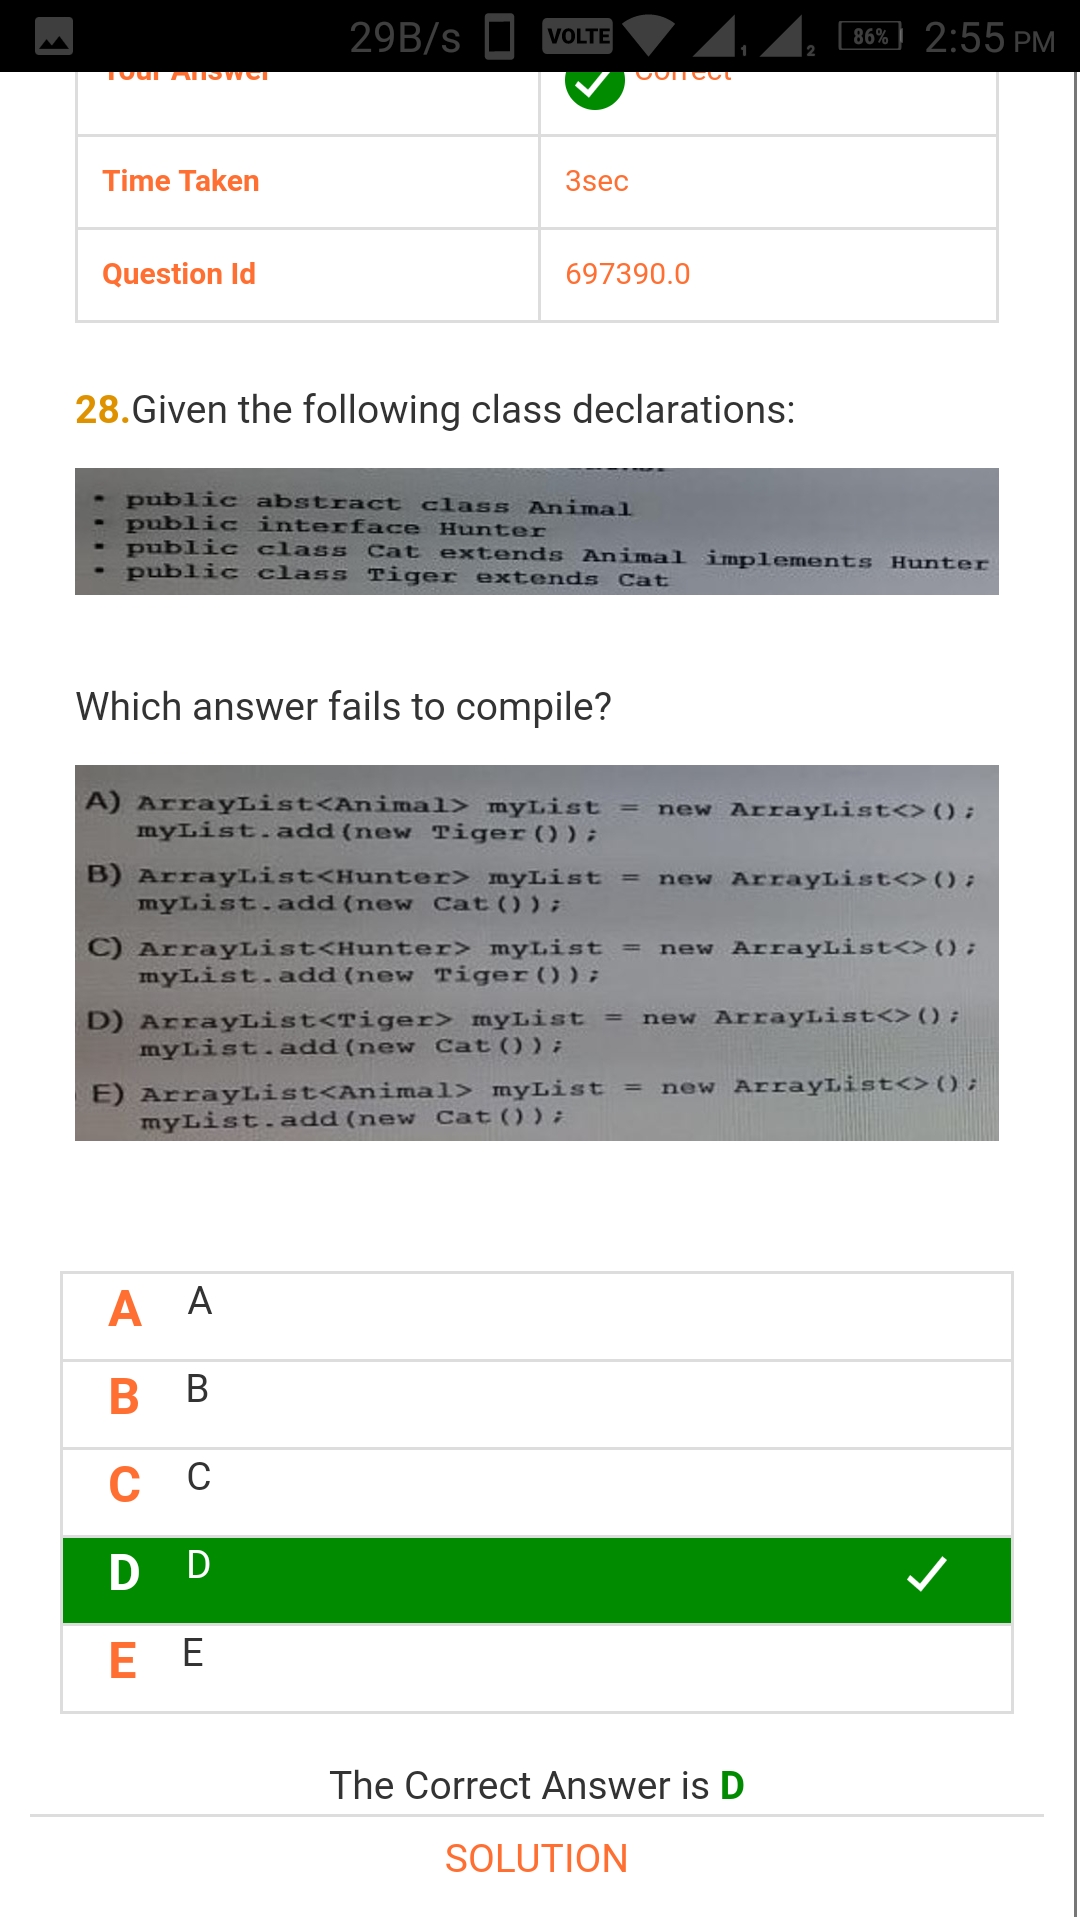 29B/s VOLTE 1 2 86% 2:55 PM
Your Answer Correct
Time Taken 3sec
Question Id 697390.0
28.Given the following class declarations:
• public abstract class Animal
• public interface Hunter
• public class Cat extends Animal implements Hunter
• public class Tiger extends Cat
Which answer fails to compile?
A) ArrayList<Animal> myList = new ArrayList<>();
myList.add(new Tiger());
B) ArrayList<Hunter> myList = new ArrayList<>();
myList.add(new Cat());
C) ArrayList<Hunter> myList = new ArrayList<>();
myList.add(new Tiger());
D) ArrayList<Tiger> myList = new ArrayList<>();
myList.add(new Cat());
E) ArrayList<Animal> myList = new ArrayList<>();
myList.add(new Cat());
A A
B B
C C
D D
E E
The Correct Answer is D
SOLUTION